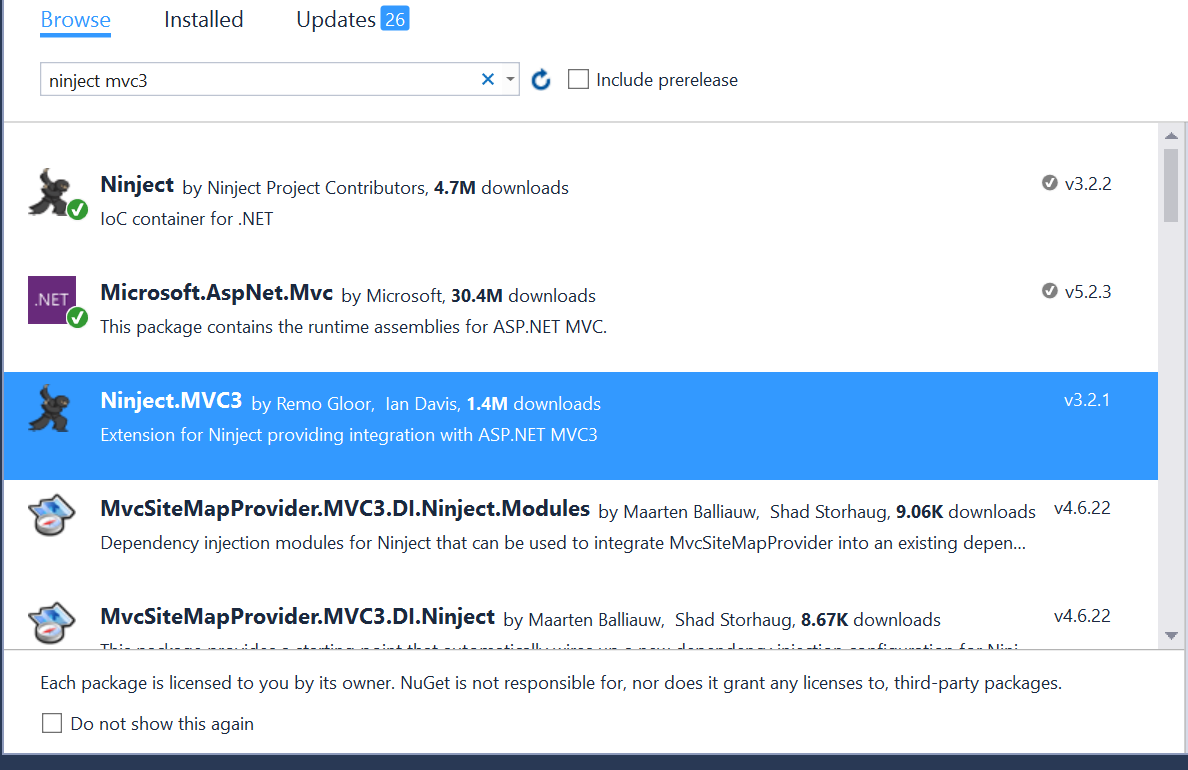 Browse Installed Updates 26
ninject mvc3 Include prerelease
Ninject by Ninject Project Contributors, 4.7M downloads v3.2.2
IoC container for .NET
.NET Microsoft.AspNet.Mvc by Microsoft, 30.4M downloads v5.2.3
This package contains the runtime assemblies for ASP.NET MVC.
Ninject.MVC3 by Remo Gloor, Ian Davis, 1.4M downloads v3.2.1
Extension for Ninject providing integration with ASP.NET MVC3
MvcSiteMapProvider.MVC3.DI.Ninject.Modules by Maarten Balliauw, Shad Storhaug, 9.06K downloads v4.6.22
Dependency injection modules for Ninject that can be used to integrate MvcSiteMapProvider into an existing depen...
MvcSiteMapProvider.MVC3.DI.Ninject by Maarten Balliauw, Shad Storhaug, 8.67K downloads v4.6.22
Each package is licensed to you by its owner. NuGet is not responsible for, nor does it grant any licenses to, third-party packages.
Do not show this again